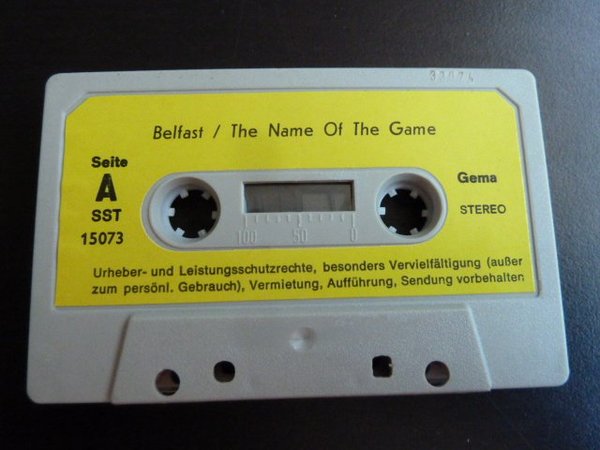 Belfast / The Name Of The Game
Seite
A
SST
15073
Gema
STEREO
100 50 0
Urheber- und Leistungsschutzrechte, besonders Vervielfältigung (außer
zum persönl. Gebrauch), Vermietung, Aufführung, Sendung vorbehalten